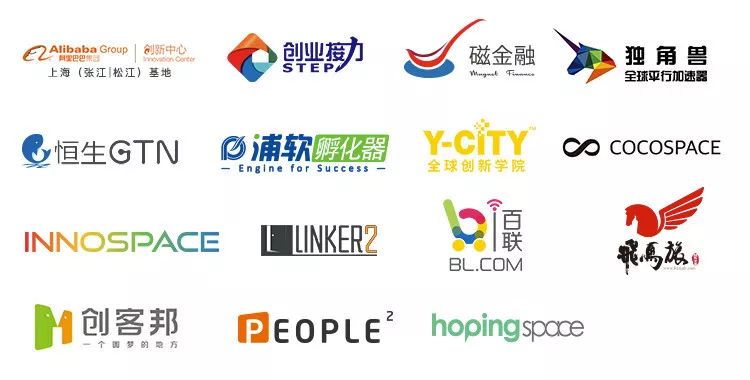 Alibaba Group 创新中心
阿里巴巴集团 Innovation Center
上海（张江|松江）基地
创业接力
STEP
磁金融
Magnet Finance
独角兽
全球平行加速器
恒生GTN
浦软孵化器
Engine for Success
Y-CITY™
全球创新学院
COCOSPACE
INNOSPACE
LINKER2
百联
BL.COM
飛馬旅
创客邦
一个圆梦的地方
PEOPLE²
hopingspace